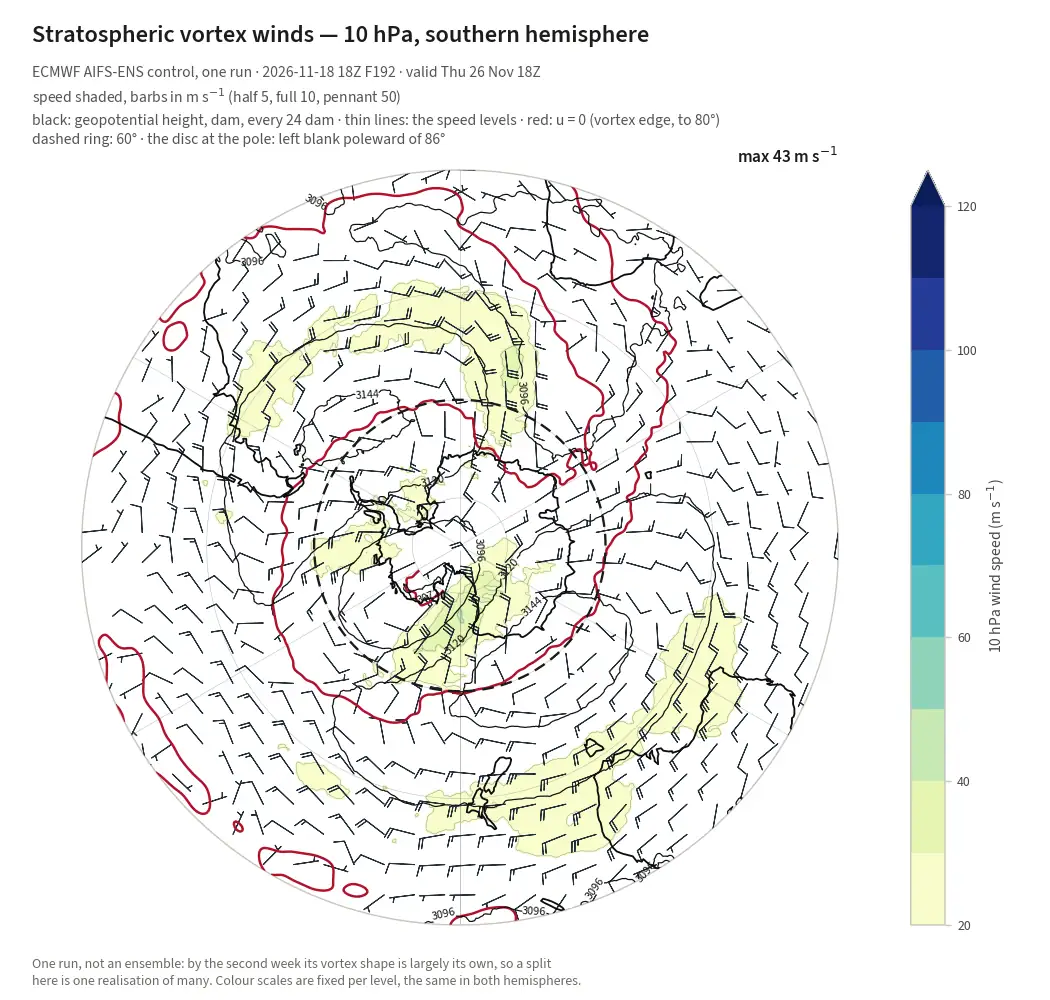 Stratospheric vortex winds — 10 hPa, southern hemisphere
ECMWF AIFS-ENS control, one run · 2026-11-18 18Z F192 · valid Thu 26 Nov 18Z
speed shaded, barbs in m s⁻¹ (half 5, full 10, pennant 50)
black: geopotential height, dam, every 24 dam · thin lines: the speed levels · red: u = 0 (vortex edge, to 80°)
dashed ring: 60° · the disc at the pole: left blank poleward of 86°
max 43 m s⁻¹
3096
3096
3144
3096
3120
3096
3120
3144
3120
3096
3096
3096
3096
120
100
80
60
40
20
10 hPa wind speed (m s⁻¹)
One run, not an ensemble: by the second week its vortex shape is largely its own, so a split
here is one realisation of many. Colour scales are fixed per level, the same in both hemispheres.